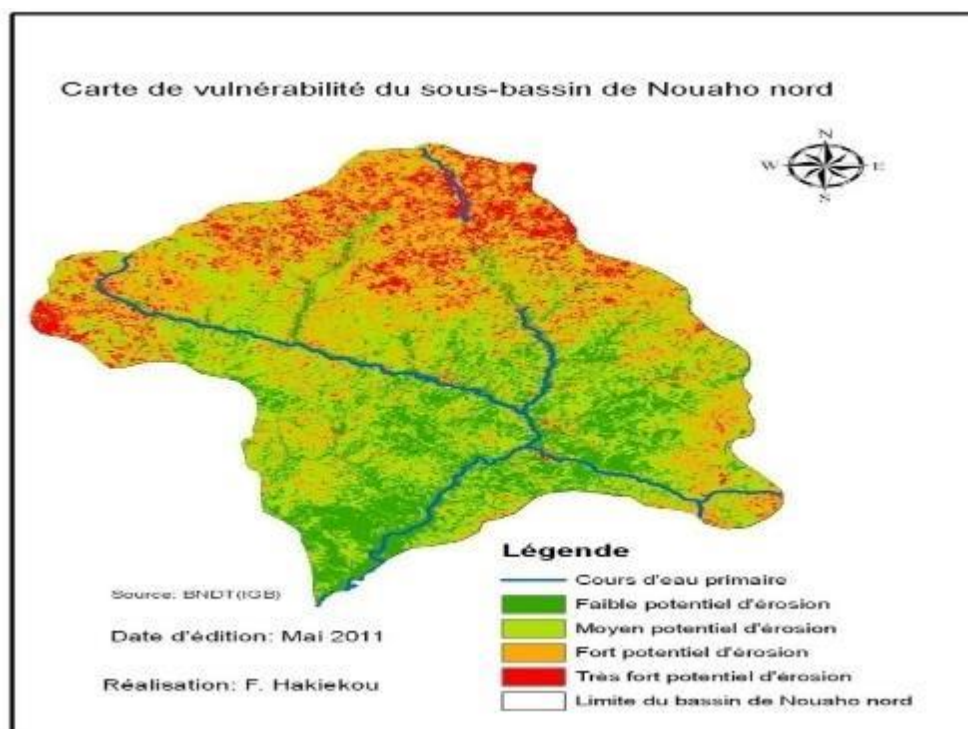 Carte de vulnérabilité du sous-bassin de Nouaho nord
N
W E
S
Légende
Cours d'eau primaire
Faible potentiel d'érosion
Moyen potentiel d'érosion
Fort potentiel d'érosion
Très fort potentiel d'érosion
Limite du bassin de Nouaho nord
Source: BNDT(IGB)
Date d'édition: Mai 2011
Réalisation: F. Hakiekou